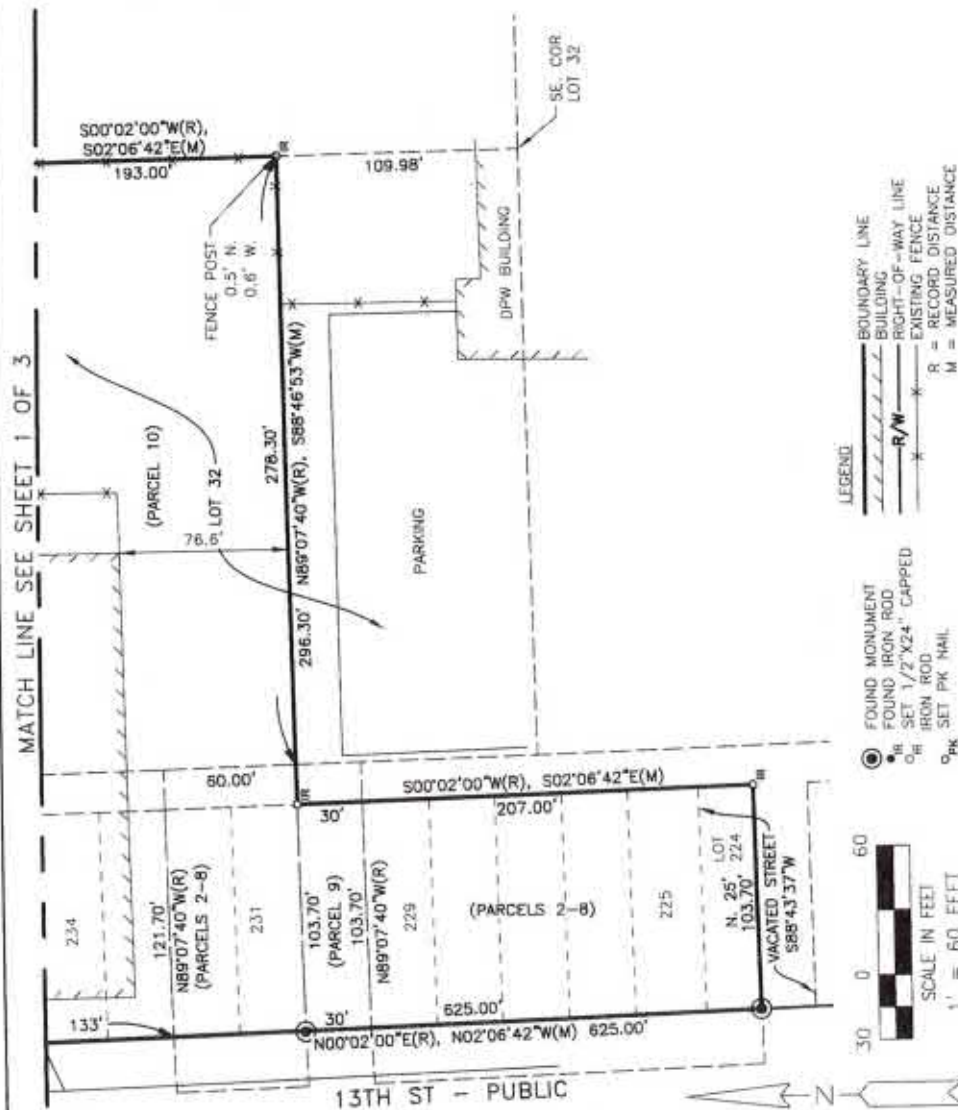 MATCH LINE SEE SHEET 1 OF 3
S00°02'00"W(R),
S02°06'42"E(M)
193.00'
SE. COR
LOT 32
109.98'
FENCE POST
0.5' N.
0.6' W.
DPW BUILDING
(PARCEL 10)
LOT 32
76.6'
278.30'
N89°07'40"W(R), S88°46'53"W(M)
296.30'
PARKING
60.00'
S00°02'00"W(R), S02°06'42"E(M)
207.00'
30'
IR
IR
IR
234
121.70'
N89°07'40"W(R)
(PARCELS 2-8)
231
103.70'
(PARCEL 9)
103.70'
N89°07'40"W(R)
229
(PARCELS 2-8)
225
N. 25' LOT
224
103.70'
VACATED STREET
S88°43'37"W
133'
30'
625.00'
N00°02'00"E(R), N02°06'42"W(M) 625.00'
13TH ST - PUBLIC
N
LEGEND
BOUNDARY LINE
BUILDING
R/W RIGHT-OF-WAY LINE
EXISTING FENCE
R = RECORD DISTANCE
M = MEASURED DISTANCE
FOUND MONUMENT
IR FOUND IRON ROD
IR SET 1/2"X24" CAPPED
IRON ROD
PK SET PK NAIL
30 0 60
SCALE IN FEET
1" = 60 FEET